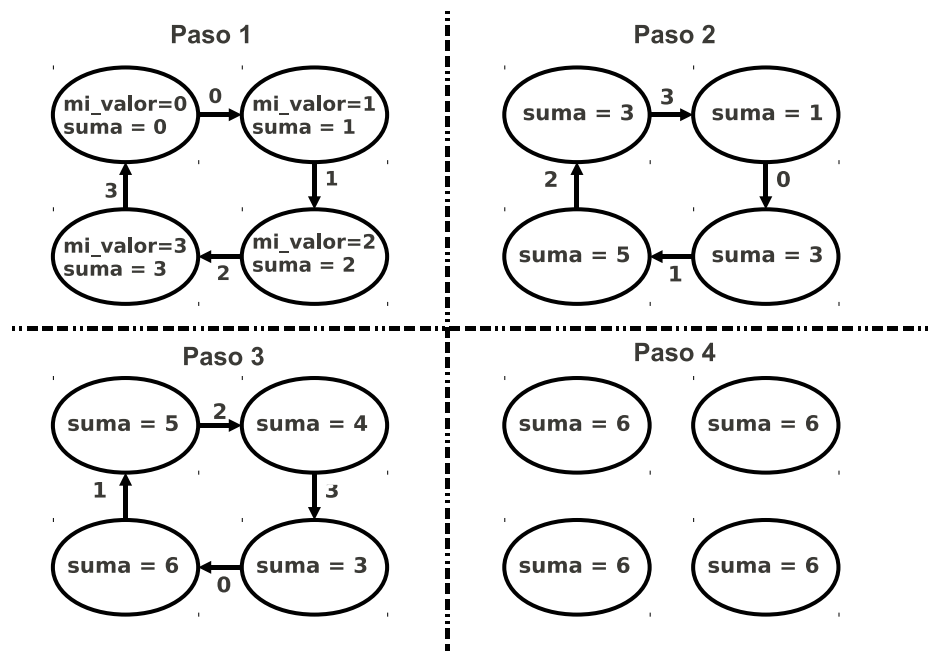 Paso 1
mi_valor=0
suma = 0
0
mi_valor=1
suma = 1
3
1
mi_valor=3
suma = 3
2
mi_valor=2
suma = 2
Paso 2
suma = 3
3
suma = 1
2
0
suma = 5
1
suma = 3
Paso 3
suma = 5
2
suma = 4
1
3
suma = 6
0
suma = 3
Paso 4
suma = 6
suma = 6
suma = 6
suma = 6